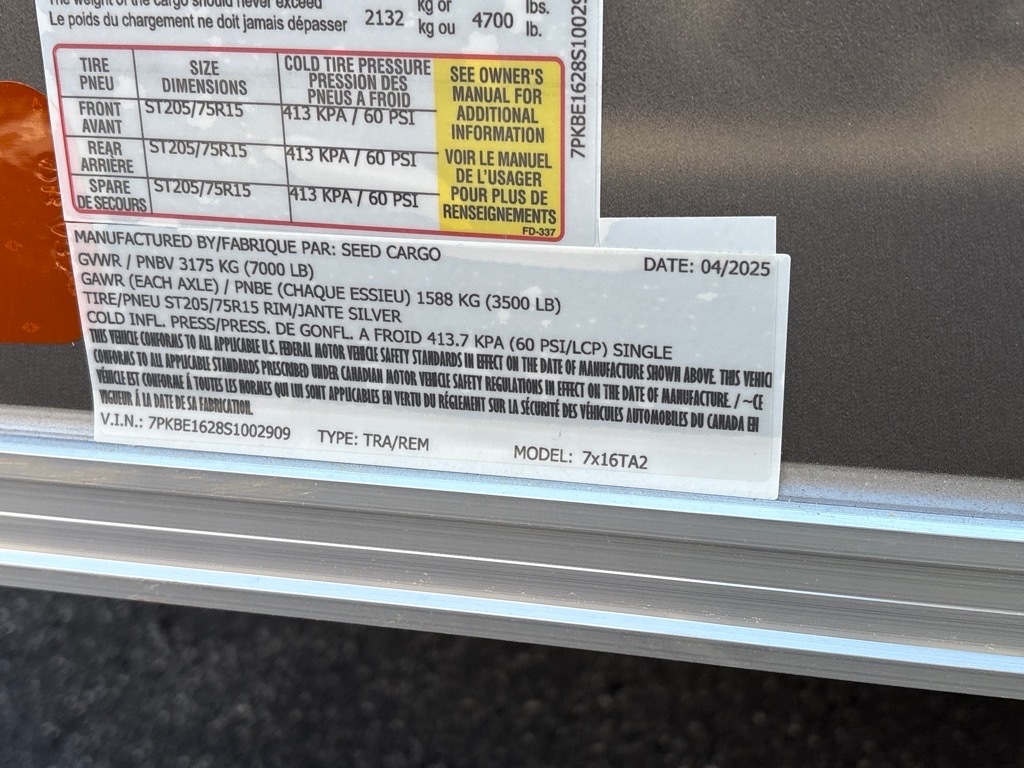 The weight of the cargo should never exceed kg or lbs.
Le poids du chargement ne doit jamais dépasser 2132 kg ou 4700 lb.
TIRE PNEU
SIZE DIMENSIONS
COLD TIRE PRESSURE PRESSION DES PNEUS A FROID
FRONT AVANT ST205/75R15 413 KPA / 60 PSI
REAR ARRIÈRE ST205/75R15 413 KPA / 60 PSI
SPARE DE SECOURS ST205/75R15 413 KPA / 60 PSI
SEE OWNER'S
MANUAL FOR
ADDITIONAL
INFORMATION
VOIR LE MANUEL
DE L'USAGER
POUR PLUS DE
RENSEIGNEMENTS
FD-337
7PKBE1628S10029
MANUFACTURED BY/FABRIQUE PAR: SEED CARGO DATE: 04/2025
GVWR / PNBV 3175 KG (7000 LB)
GAWR (EACH AXLE) / PNBE (CHAQUE ESSIEU) 1588 KG (3500 LB)
TIRE/PNEU ST205/75R15 RIM/JANTE SILVER
COLD INFL. PRESS/PRESS. DE GONFL. A FROID 413.7 KPA (60 PSI/LCP) SINGLE
THIS VEHICLE CONFORMS TO ALL APPLICABLE U.S. FEDERAL MOTOR VEHICLE SAFETY STANDARDS IN EFFECT ON THE DATE OF MANUFACTURE SHOWN ABOVE. THIS VEHICL
CONFORMS TO ALL APPLICABLE STANDARDS PRESCRIBED UNDER CANADIAN MOTOR VEHICLE SAFETY REGULATIONS IN EFFECT ON THE DATE OF MANUFACTURE. / ~CE
VÉHICLE EST CONFORME Á TOUTES LES NORMES QUI LUI SONT APPLICABLES EN VERTU DU RÉGLEMENT SUR LA SÉCURITÉ DES VÉHICULES AUTOMOBILES DU CANADA EN
VIGUEUR Á LA DATE DE SA FABRICATION.
V.I.N.: 7PKBE1628S1002909 TYPE: TRA/REM MODEL: 7x16TA2